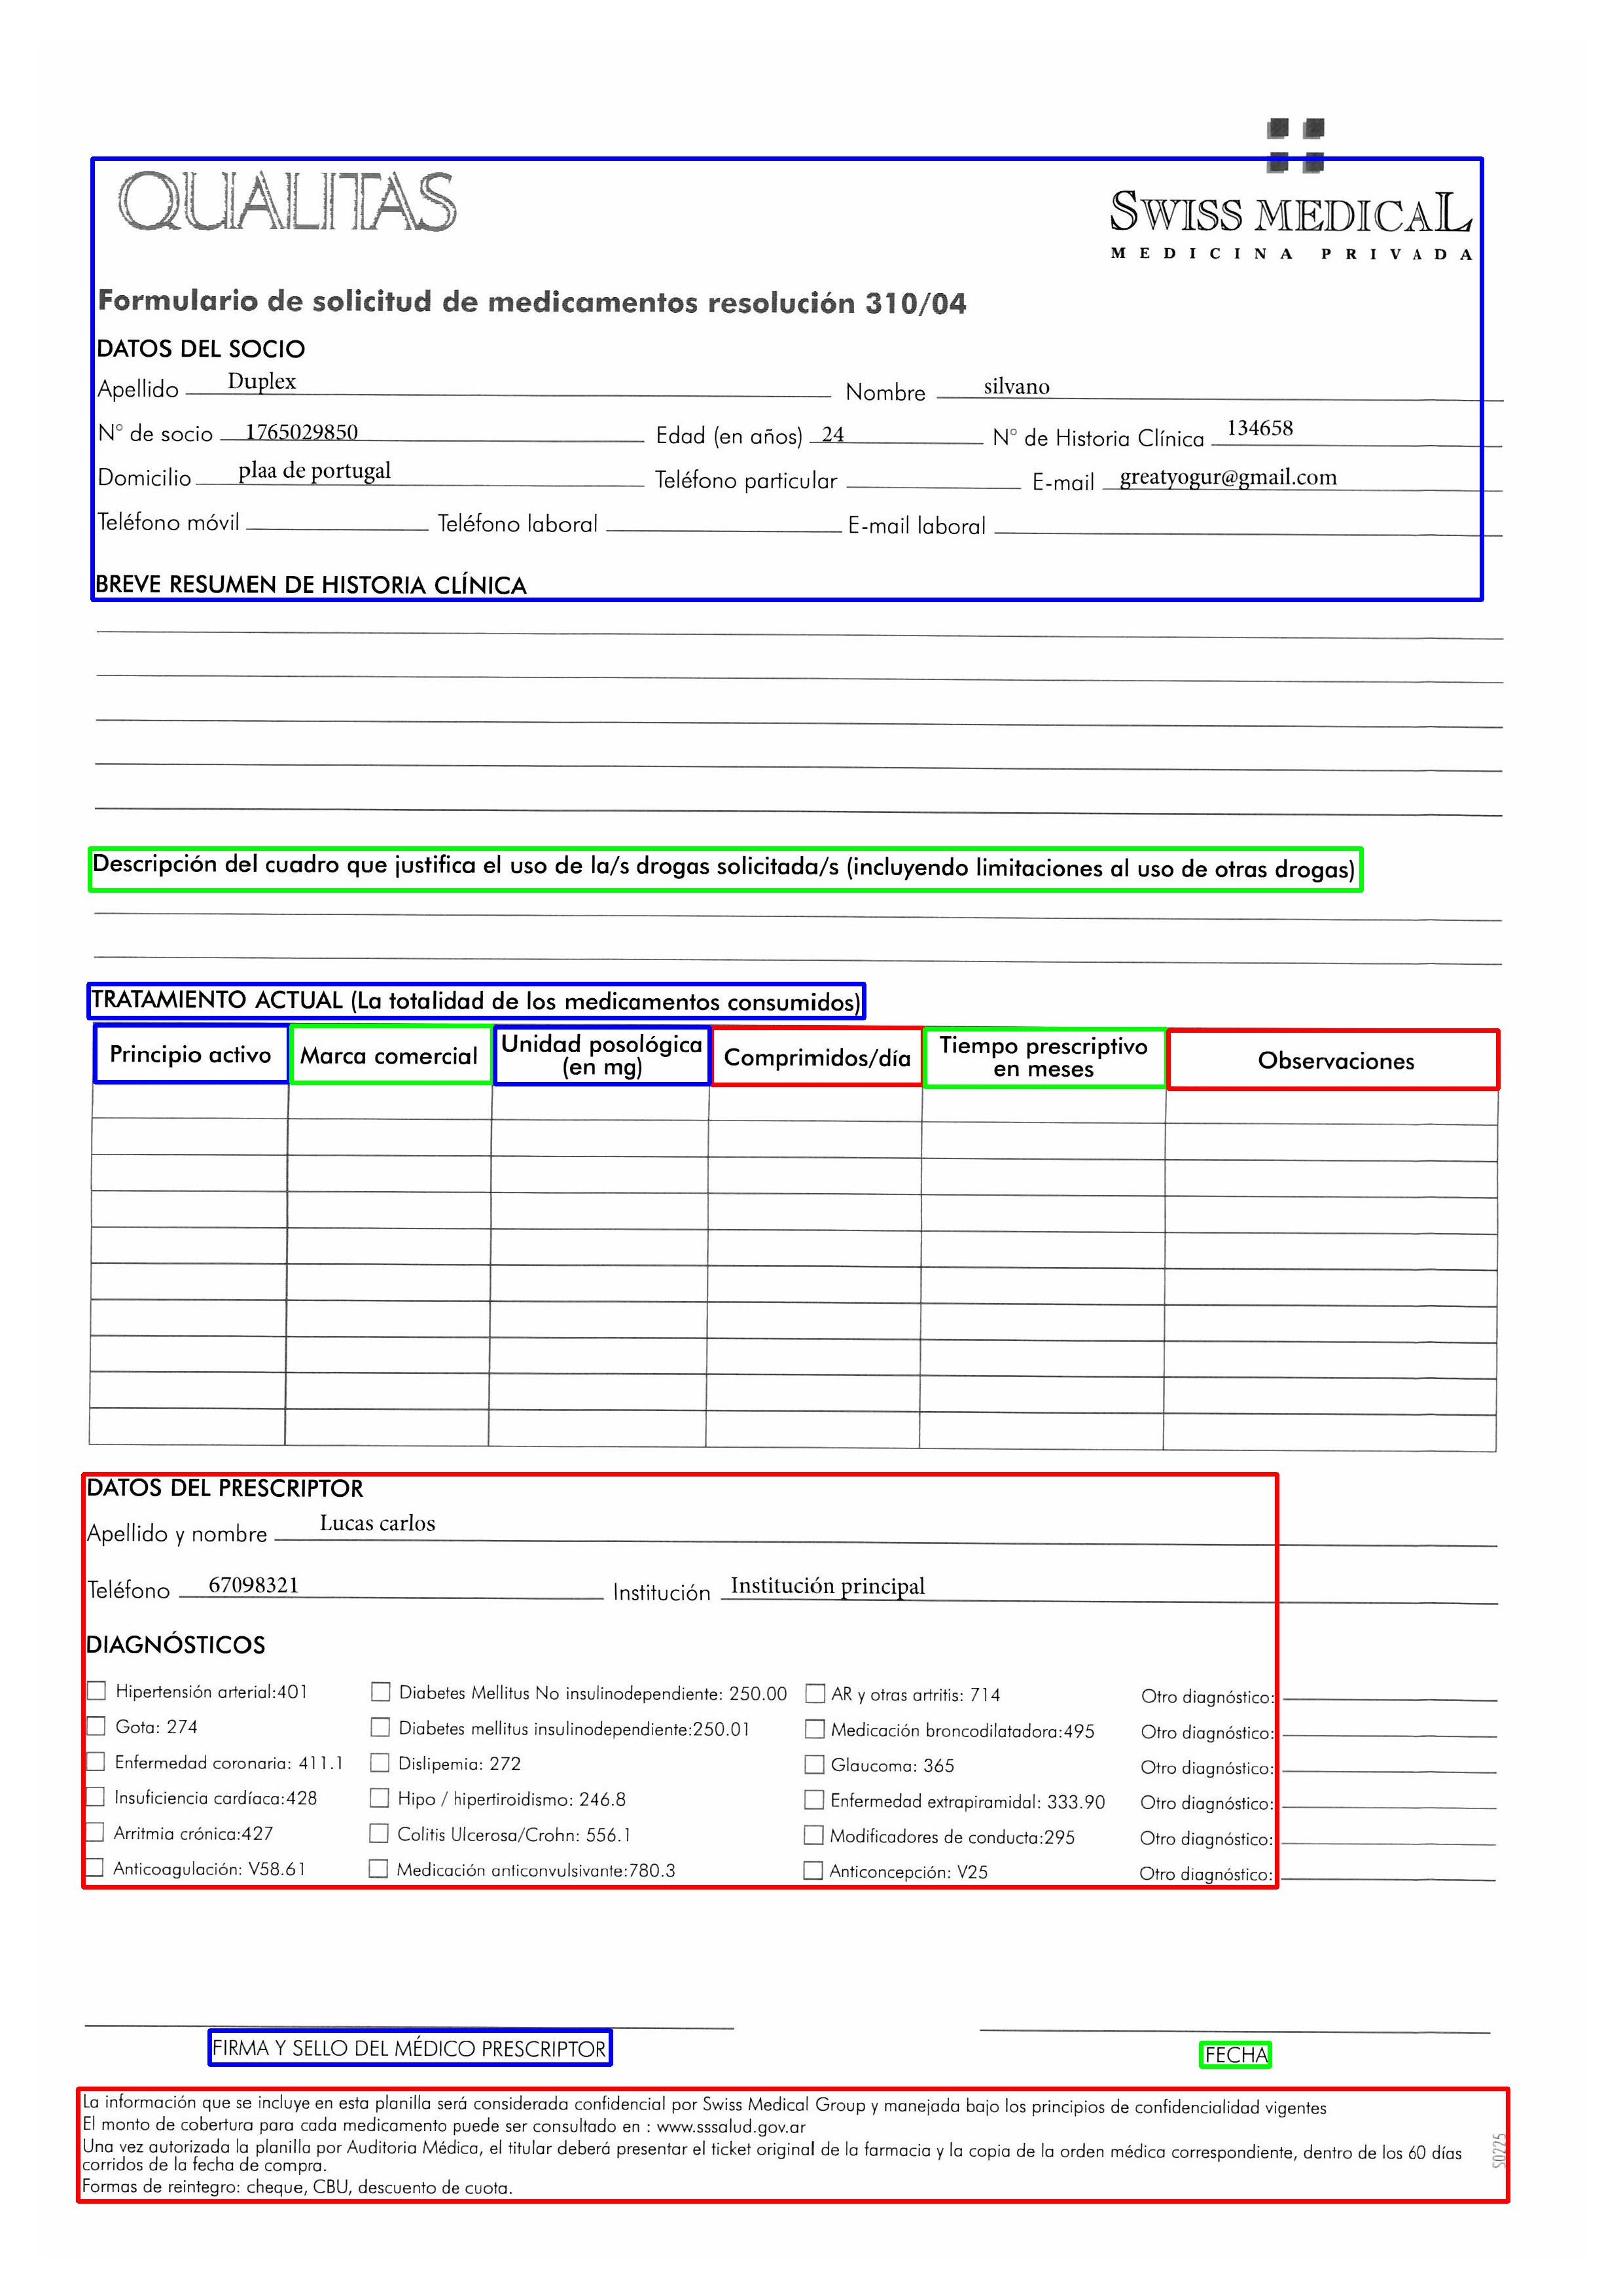 QUALITAS
SWISS MEDICAL
MEDICINA PRIVADA
Formulario de solicitud de medicamentos resolución 310/04
DATOS DEL SOCIO
Apellido Duplex Nombre silvano
N° de socio 1765029850 Edad (en años) 24 N° de Historia Clínica 134658
Domicilio plaa de portugal Teléfono particular E-mail greatyogur@gmail.com
Teléfono móvil Teléfono laboral E-mail laboral
BREVE RESUMEN DE HISTORIA CLÍNICA
Descripción del cuadro que justifica el uso de la/s drogas solicitada/s (incluyendo limitaciones al uso de otras drogas)
TRATAMIENTO ACTUAL (La totalidad de los medicamentos consumidos)
Principio activo Marca comercial Unidad posológica (en mg) Comprimidos/día Tiempo prescriptivo en meses Observaciones
DATOS DEL PRESCRIPTOR
Apellido y nombre Lucas carlos
Teléfono 67098321 Institución Institución principal
DIAGNÓSTICOS
Hipertensión arterial:401 Diabetes Mellitus No insulinodependiente: 250.00 AR y otras artritis: 714 Otro diagnóstico:
Gota: 274 Diabetes mellitus insulinodependiente:250.01 Medicación broncodilatadora:495 Otro diagnóstico:
Enfermedad coronaria: 411.1 Dislipemia: 272 Glaucoma: 365 Otro diagnóstico:
Insuficiencia cardíaca:428 Hipo / hipertiroidismo: 246.8 Enfermedad extrapiramidal: 333.90 Otro diagnóstico:
Arritmia crónica:427 Colitis Ulcerosa/Crohn: 556.1 Modificadores de conducta:295 Otro diagnóstico:
Anticoagulación: V58.61 Medicación anticonvulsivante:780.3 Anticoncepción: V25 Otro diagnóstico:
FIRMA Y SELLO DEL MÉDICO PRESCRIPTOR FECHA
La información que se incluye en esta planilla será considerada confidencial por Swiss Medical Group y manejada bajo los principios de confidencialidad vigentes
El monto de cobertura para cada medicamento puede ser consultado en : www.sssalud.gov.ar
Una vez autorizada la planilla por Auditoria Médica, el titular deberá presentar el ticket original de la farmacia y la copia de la orden médica correspondiente, dentro de los 60 días
corridos de la fecha de compra.
Formas de reintegro: cheque, CBU, descuento de cuota.